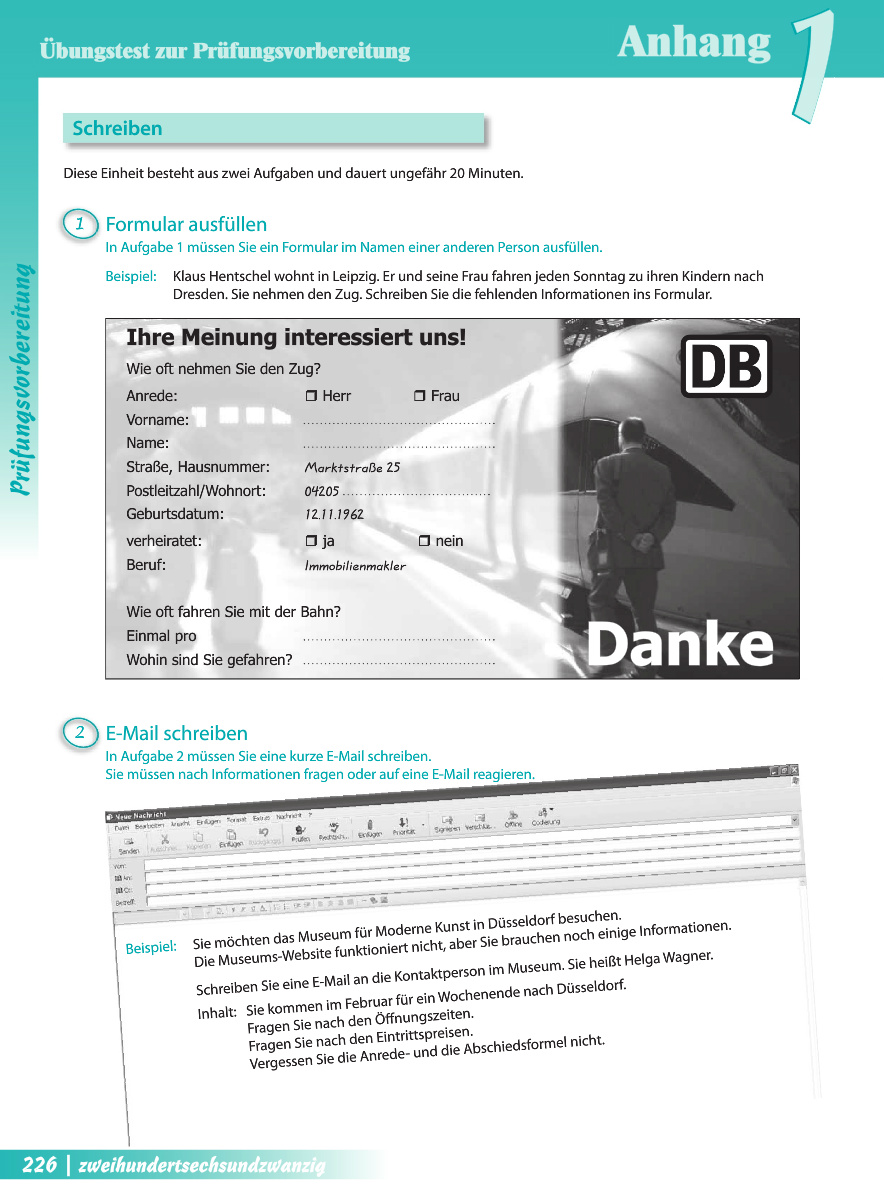 Übungstest zur Prüfungsvorbereitung
Anhang 1
Prüfungsvorbereitung
Schreiben
Diese Einheit besteht aus zwei Aufgaben und dauert ungefähr 20 Minuten.
1 Formular ausfüllen
In Aufgabe 1 müssen Sie ein Formular im Namen einer anderen Person ausfüllen.
Beispiel: Klaus Hentschel wohnt in Leipzig. Er und seine Frau fahren jeden Sonntag zu ihren Kindern nach
Dresden. Sie nehmen den Zug. Schreiben Sie die fehlenden Informationen ins Formular.
Ihre Meinung interessiert uns!
DB
Wie oft nehmen Sie den Zug?
Anrede: ❒ Herr ❒ Frau
Vorname: ..............................................
Name: ..............................................
Straße, Hausnummer: Marktstraße 25
Postleitzahl/Wohnort: 04205 ...................................
Geburtsdatum: 12.11.1962
verheiratet: ❒ ja ❒ nein
Beruf: Immobilienmakler
Wie oft fahren Sie mit der Bahn?
Einmal pro ..............................................
Wohin sind Sie gefahren? ..............................................
Danke
2 E-Mail schreiben
In Aufgabe 2 müssen Sie eine kurze E-Mail schreiben.
Sie müssen nach Informationen fragen oder auf eine E-Mail reagieren.
Neue Nachricht
Datei Bearbeiten Ansicht Einfügen Format Extras Nachricht ?
Senden Kopieren Einfügen Rückgängig Prüfen Rechtschr... Einfügen Priorität Signieren Verschlüs... Offline Codierung
Von:
An:
Cc:
Betreff:
Beispiel: Sie möchten das Museum für Moderne Kunst in Düsseldorf besuchen.
Die Museums-Website funktioniert nicht, aber Sie brauchen noch einige Informationen.
Schreiben Sie eine E-Mail an die Kontaktperson im Museum. Sie heißt Helga Wagner.
Inhalt: Sie kommen im Februar für ein Wochenende nach Düsseldorf.
Fragen Sie nach den Öffnungszeiten.
Fragen Sie nach den Eintrittspreisen.
Vergessen Sie die Anrede- und die Abschiedsformel nicht.
226 | zweihundertsechsundzwanzig